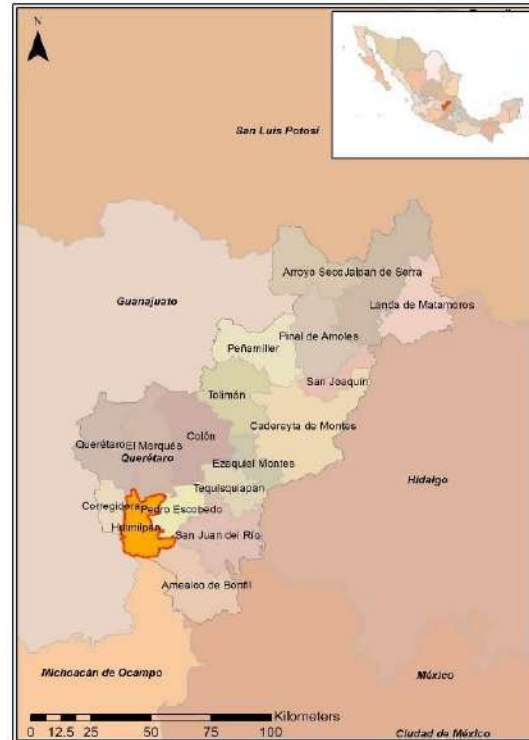 N
San Luis Potosí
Arroyo Seco Jalpan de Serra
Landa de Matamoros
Guanajuato
Pinal de Amoles
Peñamiller
San Joaquín
Tolimán
Cadereyta de Montes
Colón
Querétaro El Marqués
Querétaro
Ezequiel Montes
Hidalgo
Tequisquiapan
Corregidora
Pedro Escobedo
Huimilpan
San Juan del Río
Amealco de Bonfil
Michoacán de Ocampo
México
Kilometers
0 12.5 25 50 75 100
Ciudad de México